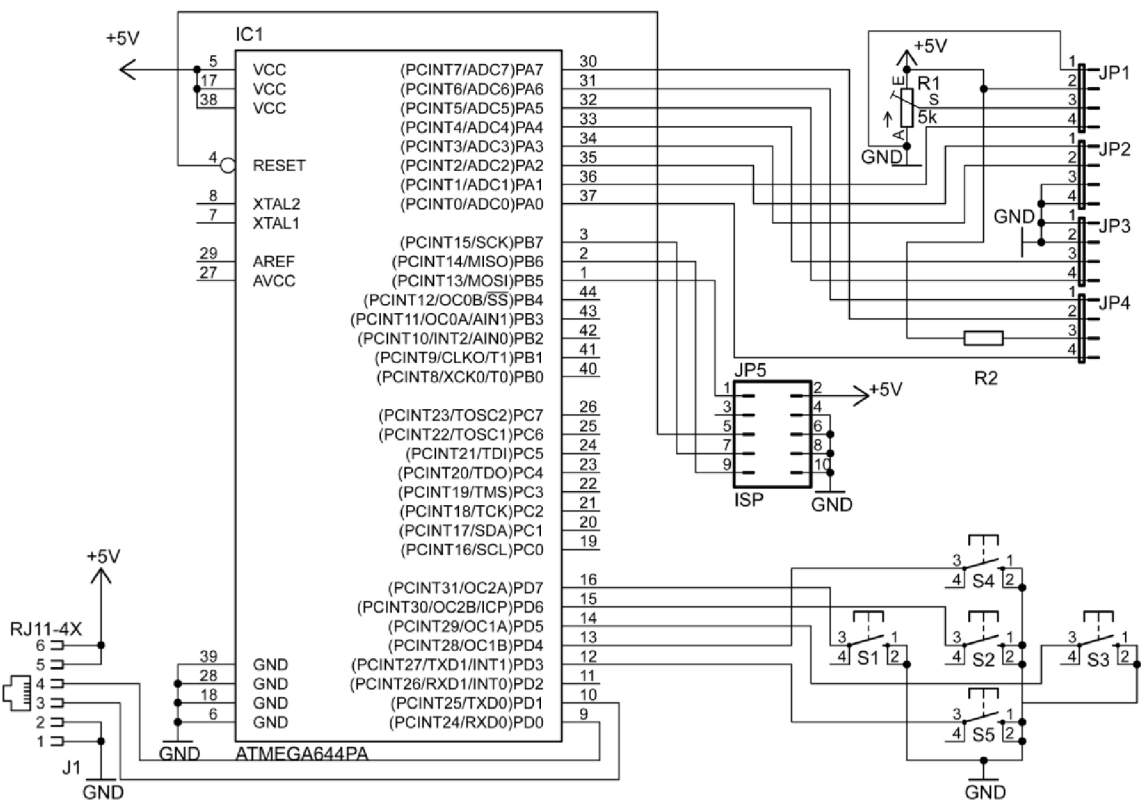 IC1
+5V
5 VCC (PCINT7/ADC7)PA7 30
17 VCC (PCINT6/ADC6)PA6 31
38 VCC (PCINT5/ADC5)PA5 32
(PCINT4/ADC4)PA4 33
(PCINT3/ADC3)PA3 34
4 RESET (PCINT2/ADC2)PA2 35
(PCINT1/ADC1)PA1 36
8 XTAL2 (PCINT0/ADC0)PA0 37
7 XTAL1
(PCINT15/SCK)PB7 3
29 AREF (PCINT14/MISO)PB6 2
27 AVCC (PCINT13/MOSI)PB5 1
(PCINT12/OC0B/SS)PB4 44
(PCINT11/OC0A/AIN1)PB3 43
(PCINT10/INT2/AIN0)PB2 42
(PCINT9/CLKO/T1)PB1 41
(PCINT8/XCK0/T0)PB0 40
(PCINT23/TOSC2)PC7 26
(PCINT22/TOSC1)PC6 25
(PCINT21/TDI)PC5 24
(PCINT20/TDO)PC4 23
(PCINT19/TMS)PC3 22
(PCINT18/TCK)PC2 21
(PCINT17/SDA)PC1 20
(PCINT16/SCL)PC0 19
(PCINT31/OC2A)PD7 16
(PCINT30/OC2B/ICP)PD6 15
(PCINT29/OC1A)PD5 14
(PCINT28/OC1B)PD4 13
39 GND (PCINT27/TXD1/INT1)PD3 12
28 GND (PCINT26/RXD1/INT0)PD2 11
18 GND (PCINT25/TXD0)PD1 10
6 GND (PCINT24/RXD0)PD0 9
GND
ATMEGA644PA
+5V
E
R1
S
5k
A
GND
1 JP1
2
3
4
1 JP2
2
3
4
GND
1 JP3
2
3
4
1 JP4
2
3
4
R2
JP5
1 2 +5V
3 4
5 6
7 8
9 10
ISP
GND
3 1
4 2
S4
3 1
4 2
S1
3 1
4 2
S2
3 1
4 2
S3
3 1
4 2
S5
GND
+5V
RJ11-4X
6
5
4
3
2
1
J1
GND